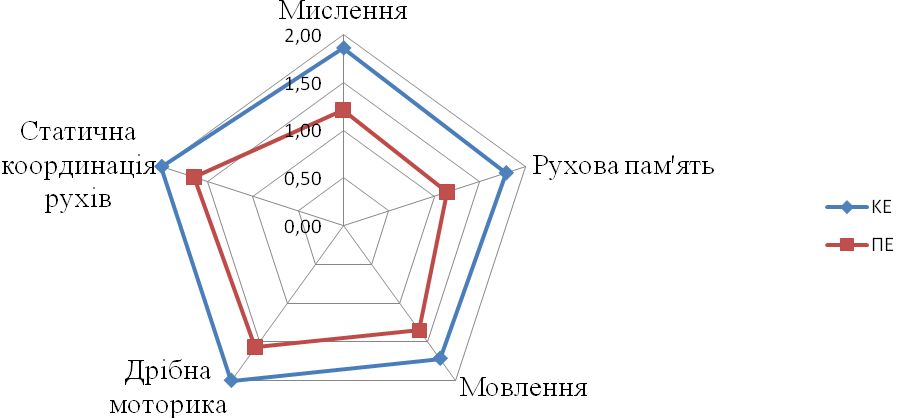 Мислення
2,00
1,50
1,00
0,50
0,00
Статична
координація
рухів
Рухова пам'ять
КЕ
ПЕ
Дрібна
моторика
Мовлення